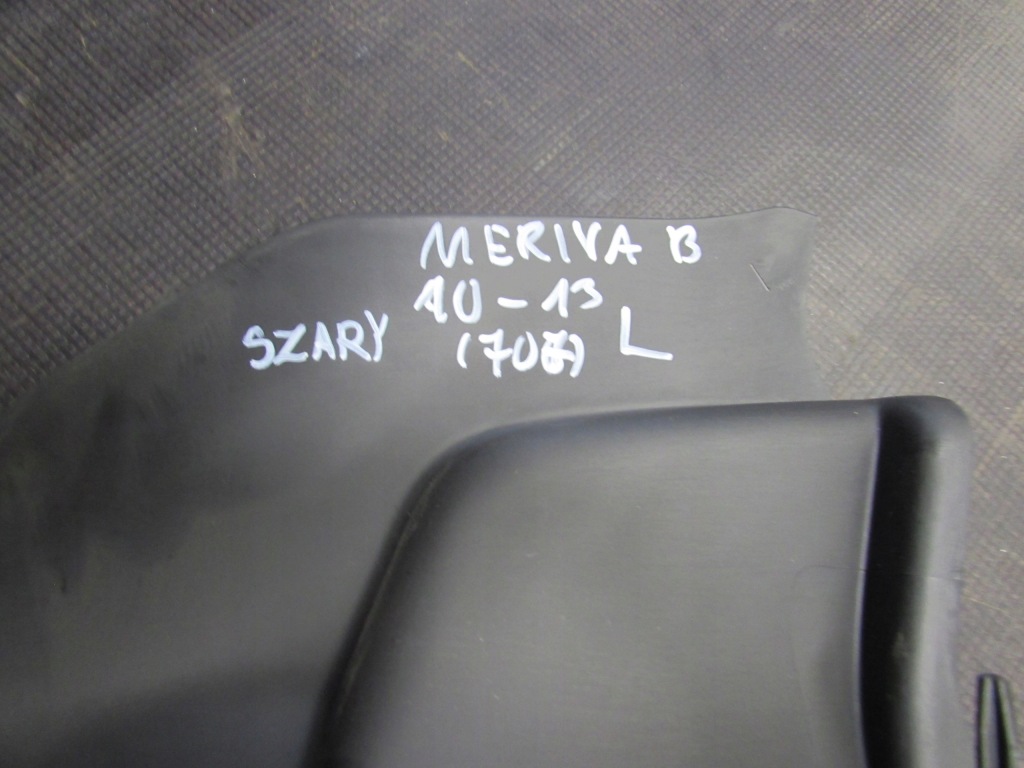 MERIVA B
10-13
SZARY L